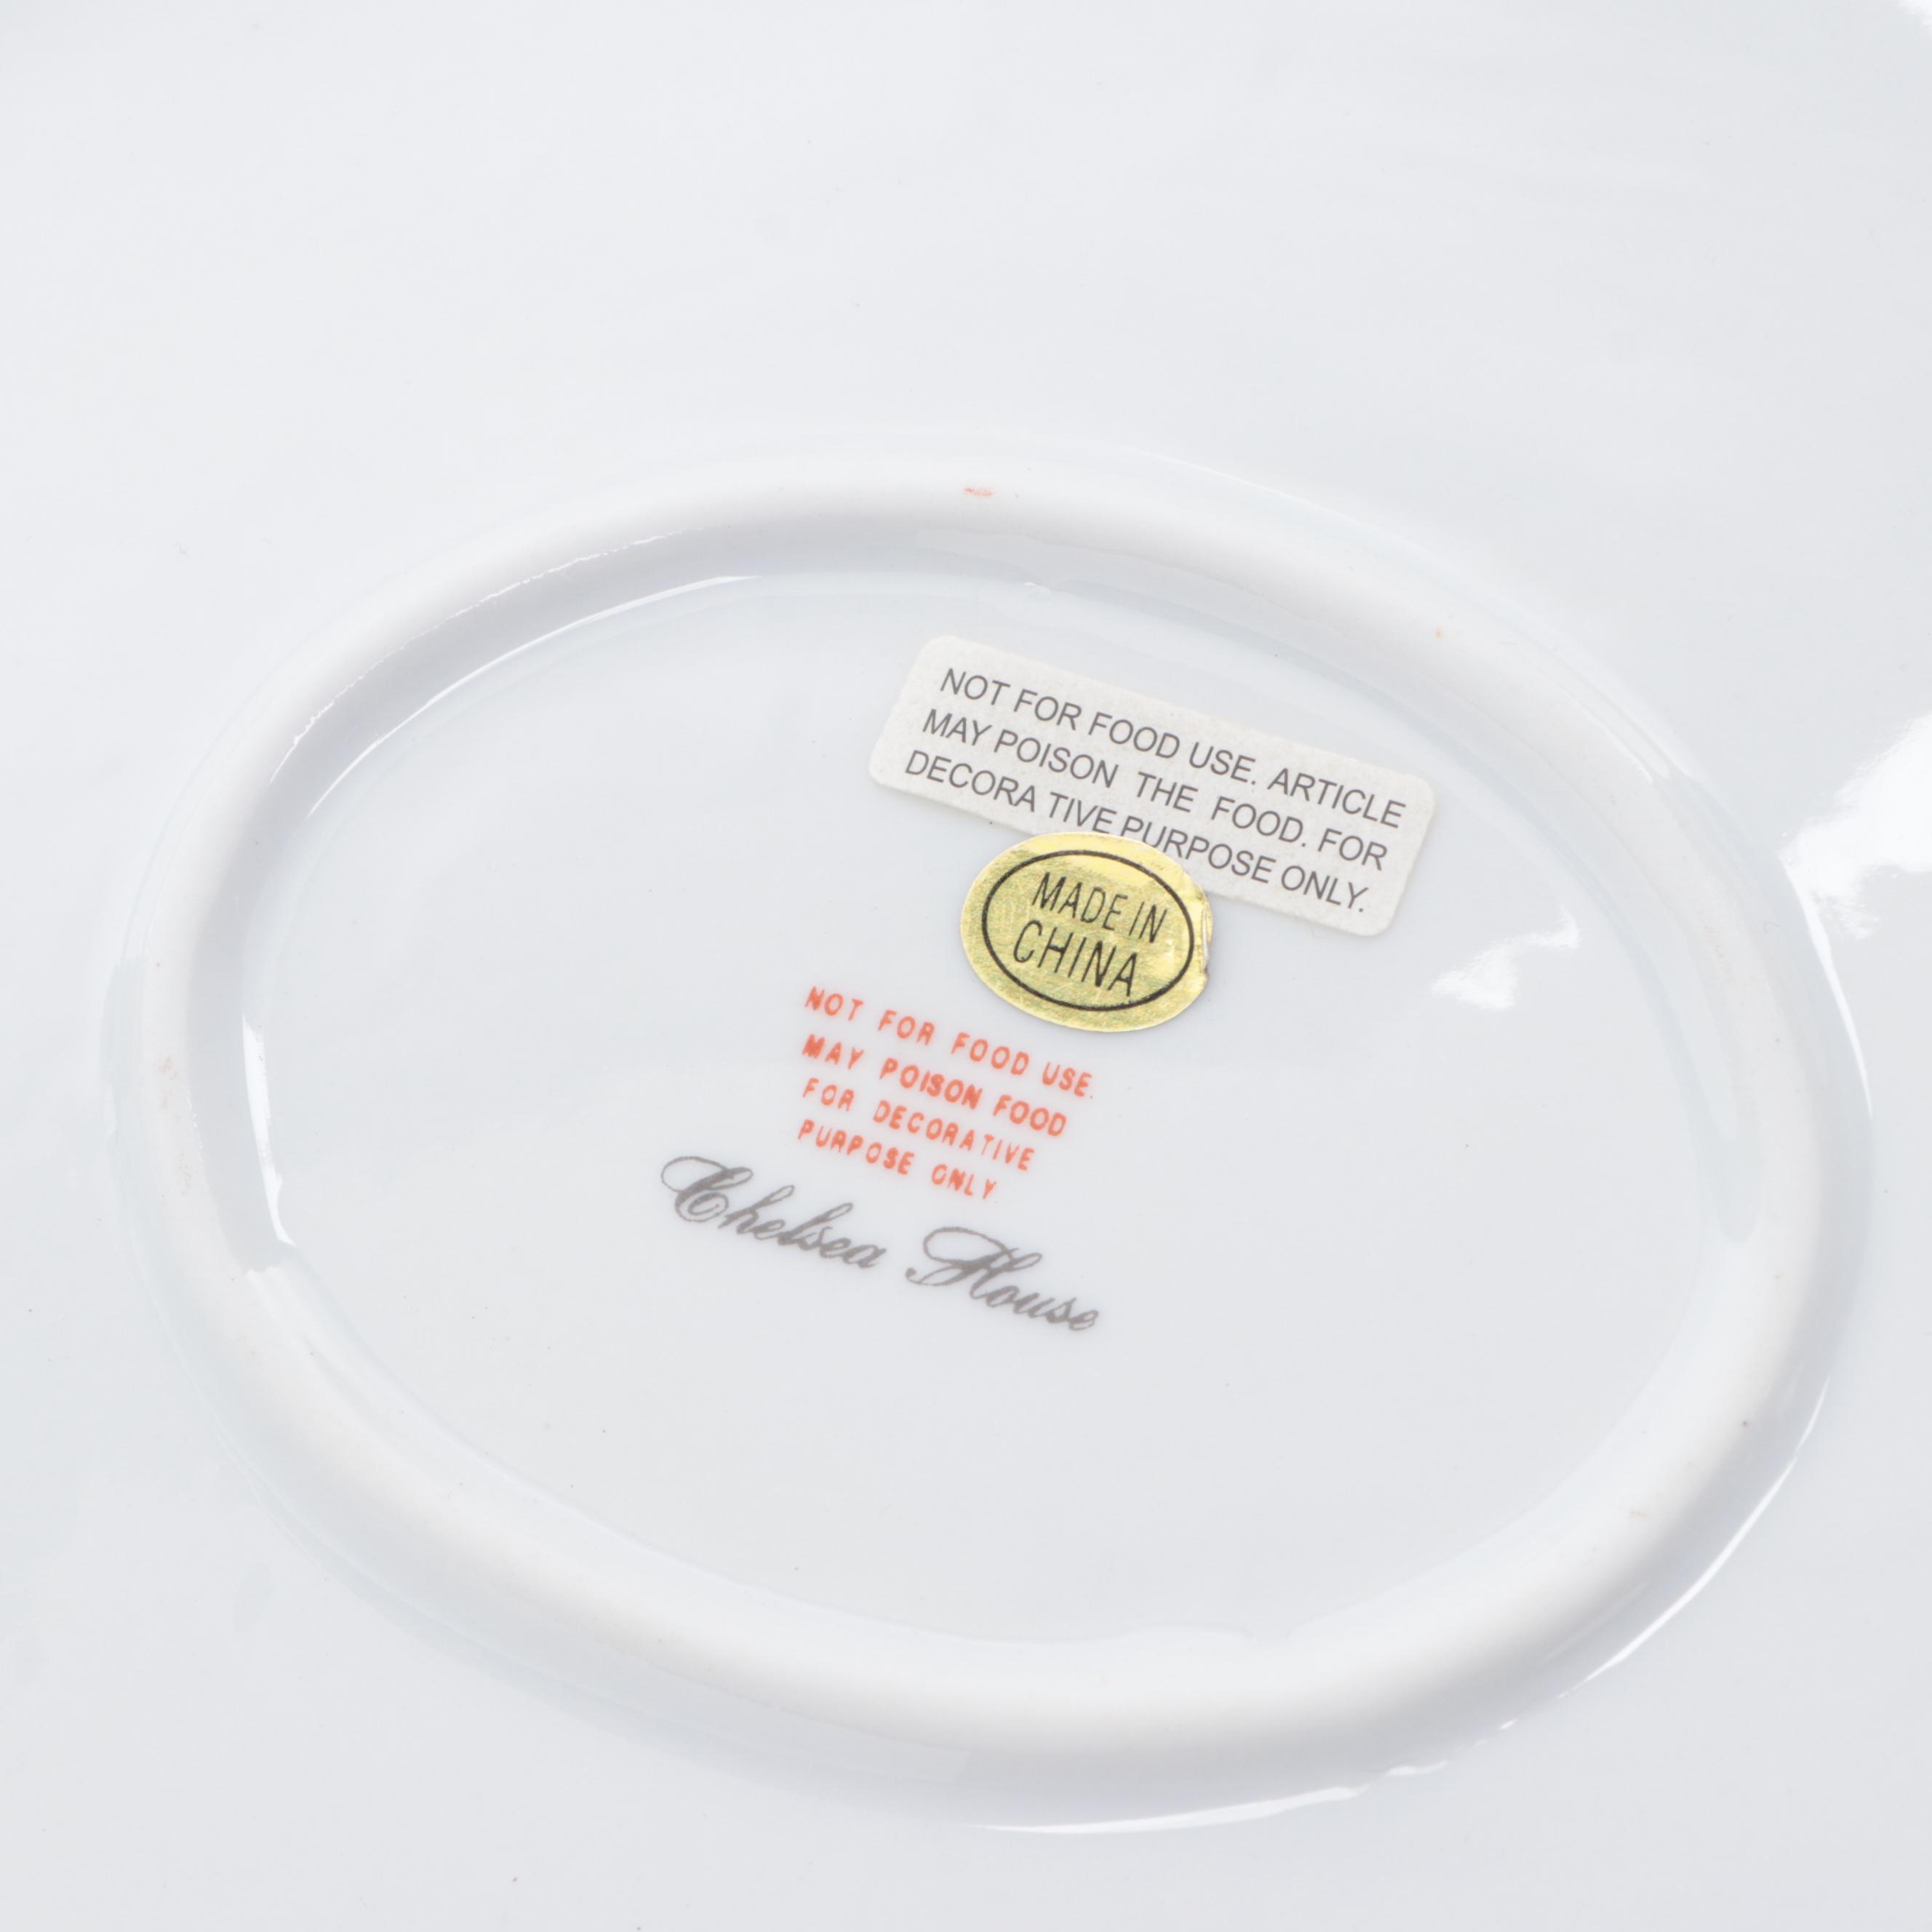 NOT FOR FOOD USE. ARTICLE
MAY POISON THE FOOD. FOR
DECORA TIVE PURPOSE ONLY.
MADE IN
CHINA
NOT FOR FOOD USE.
MAY POISON FOOD
FOR DECORATIVE
PURPOSE ONLY
Chelsea House